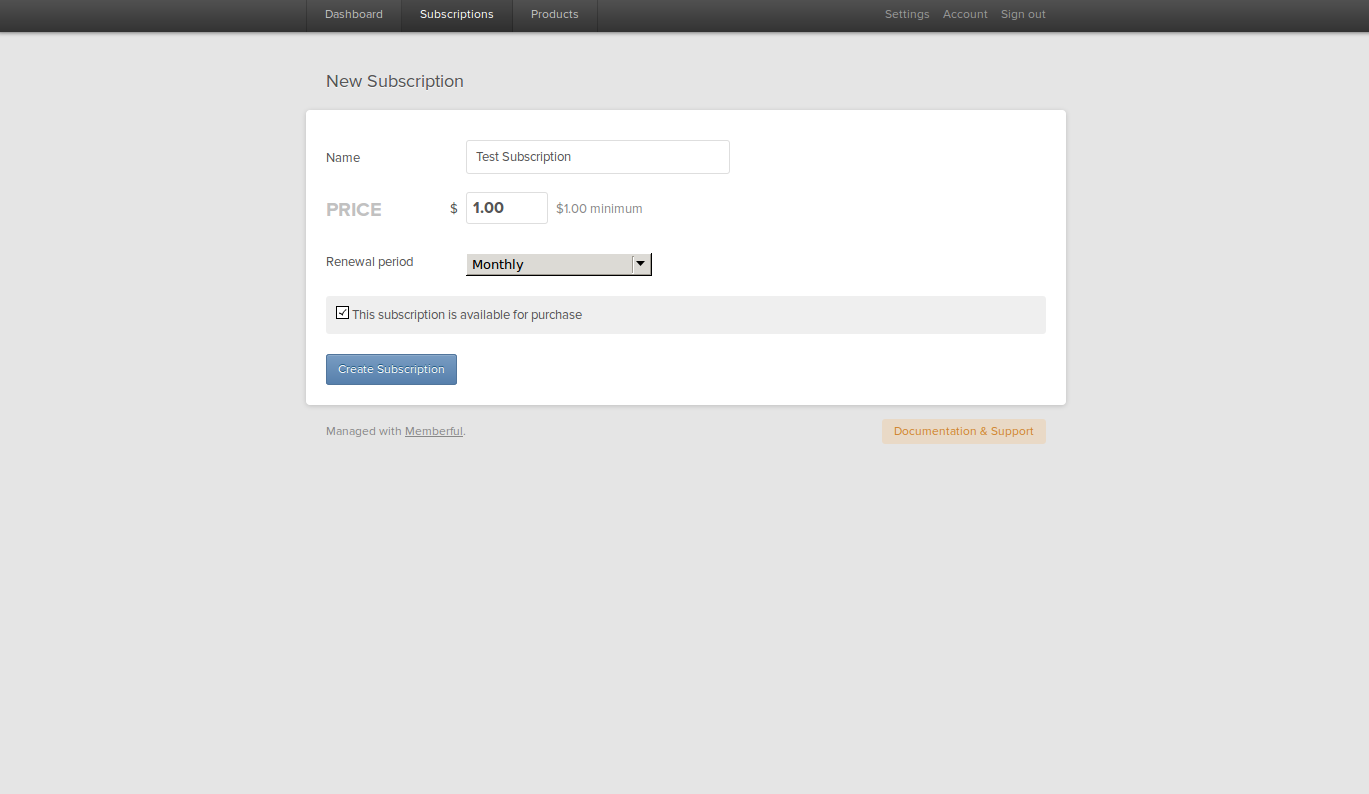 Dashboard Subscriptions Products Settings Account Sign out
New Subscription
Name Test Subscription
PRICE $ 1.00 $1.00 minimum
Renewal period Monthly
This subscription is available for purchase
Create Subscription
Managed with Memberful. Documentation & Support